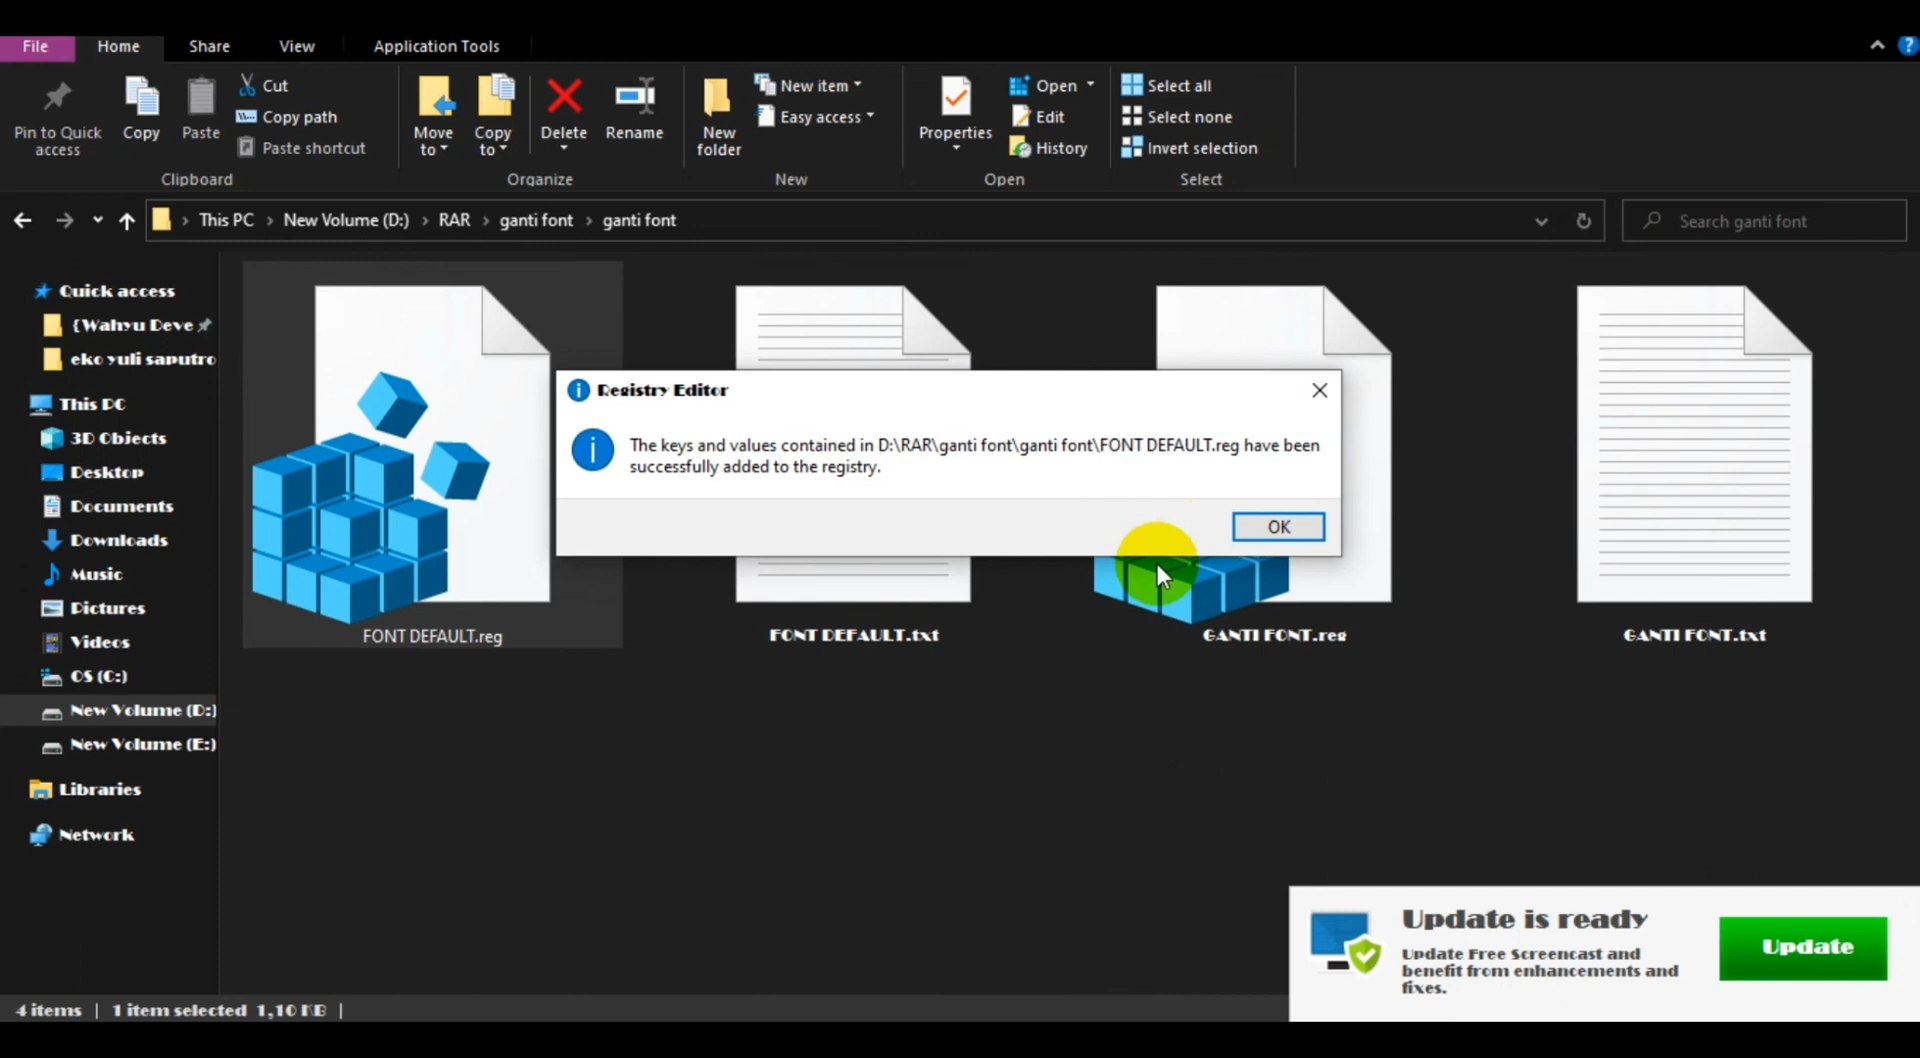 File Home Share View Application Tools
Pin to Quick access
Copy
Paste
Cut
Copy path
Paste shortcut
Clipboard
Move to
Copy to
Delete
Rename
Organize
New folder
New item
Easy access
New
Properties
Open
Edit
History
Open
Select all
Select none
Invert selection
Select
This PC › New Volume (D:) › RAR › ganti font › ganti font
Search ganti font
Quick access
{Wahyu Deve
eko yuli saputro
This PC
3D Objects
Desktop
Documents
Downloads
Music
Pictures
Videos
OS (C:)
New Volume (D:)
New Volume (E:)
Libraries
Network
Registry Editor
The keys and values contained in D:\RAR\ganti font\ganti font\FONT DEFAULT.reg have been
successfully added to the registry.
OK
FONT DEFAULT.reg
FONT DEFAULT.txt
GANTI FONT.reg
GANTI FONT.txt
Update is ready
Update Free Screencast and
benefit from enhancements and
fixes.
Update
4 items | 1 item selected 1,10 KB |